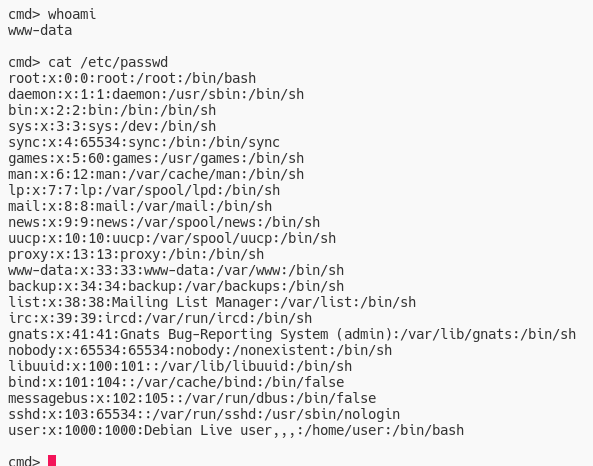 cmd> whoami
www-data
cmd> cat /etc/passwd
root:x:0:0:root:/root:/bin/bash
daemon:x:1:1:daemon:/usr/sbin:/bin/sh
bin:x:2:2:bin:/bin:/bin/sh
sys:x:3:3:sys:/dev:/bin/sh
sync:x:4:65534:sync:/bin:/bin/sync
games:x:5:60:games:/usr/games:/bin/sh
man:x:6:12:man:/var/cache/man:/bin/sh
lp:x:7:7:lp:/var/spool/lpd:/bin/sh
mail:x:8:8:mail:/var/mail:/bin/sh
news:x:9:9:news:/var/spool/news:/bin/sh
uucp:x:10:10:uucp:/var/spool/uucp:/bin/sh
proxy:x:13:13:proxy:/bin:/bin/sh
www-data:x:33:33:www-data:/var/www:/bin/sh
backup:x:34:34:backup:/var/backups:/bin/sh
list:x:38:38:Mailing List Manager:/var/list:/bin/sh
irc:x:39:39:ircd:/var/run/ircd:/bin/sh
gnats:x:41:41:Gnats Bug-Reporting System (admin):/var/lib/gnats:/bin/sh
nobody:x:65534:65534:nobody:/nonexistent:/bin/sh
libuuid:x:100:101::/var/lib/libuuid:/bin/sh
bind:x:101:104::/var/cache/bind:/bin/false
messagebus:x:102:105::/var/run/dbus:/bin/false
sshd:x:103:65534::/var/run/sshd:/usr/sbin/nologin
user:x:1000:1000:Debian Live user,,,:/home/user:/bin/bash
cmd>